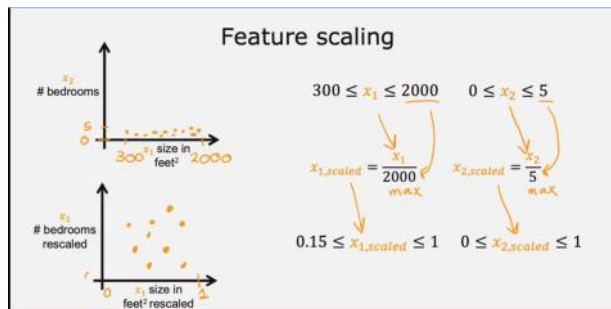 Feature scaling
x₂
# bedrooms
5
0
300
x₁ size in
feet²
2000
300 ≤ x₁ ≤ 2000
0 ≤ x₂ ≤ 5
x₁,scaled = x₁/2000
max
x₂,scaled = x₂/5
max
0.15 ≤ x₁,scaled ≤ 1
0 ≤ x₂,scaled ≤ 1
x₂
# bedrooms
rescaled
0
x₁ size in
feet² rescaled
1